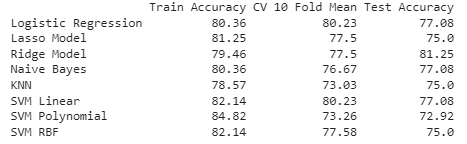 Train Accuracy CV 10 Fold Mean Test Accuracy
Logistic Regression 80.36 80.23 77.08
Lasso Model 81.25 77.5 75.0
Ridge Model 79.46 77.5 81.25
Naive Bayes 80.36 76.67 77.08
KNN 78.57 73.03 75.0
SVM Linear 82.14 80.23 77.08
SVM Polynomial 84.82 73.26 72.92
SVM RBF 82.14 77.58 75.0